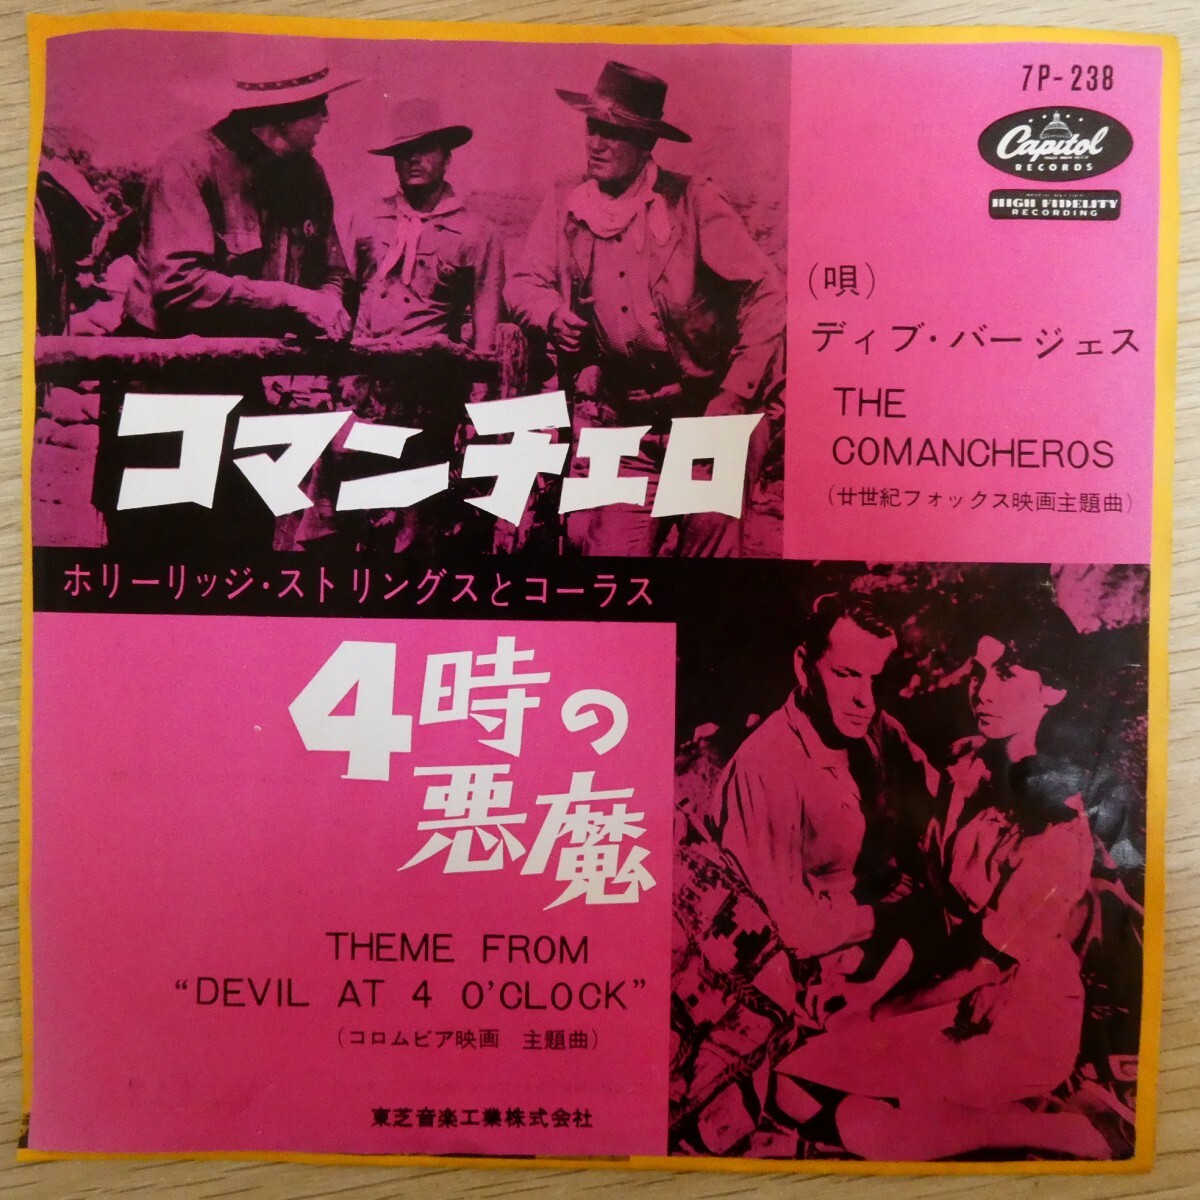 7P-238
Capitol
RECORDS
HIGH FIDELITY
RECORDING
(唄)
ディブ・バージェス
THE
COMANCHEROS
(廿世紀フォックス映画主題曲)
コマンチェロ
ホリーリッジ・ストリングスとコーラス
4時の
悪魔
THEME FROM
“DEVIL AT 4 O'CLOCK”
(コロムビア映画 主題曲)
東芝音楽工業株式会社